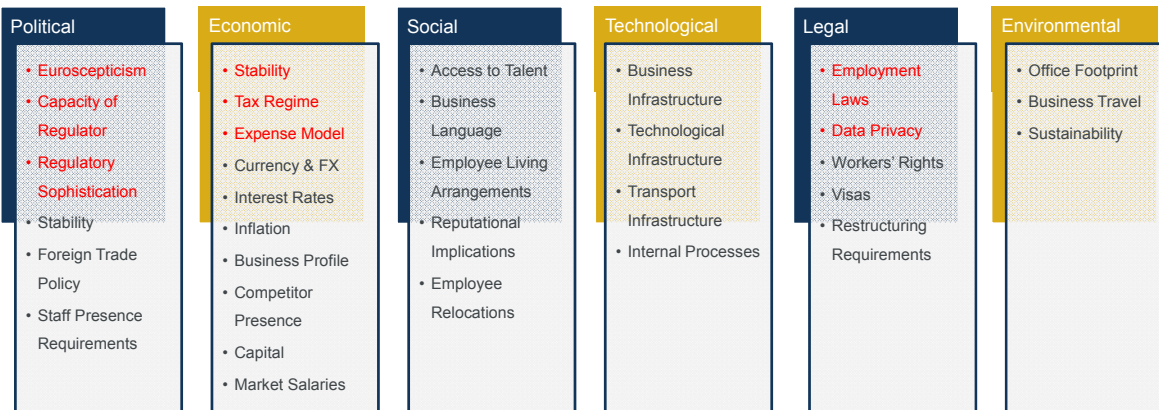 Political
• Euroscepticism
• Capacity of
Regulator
• Regulatory
Sophistication
• Stability
• Foreign Trade
Policy
• Staff Presence
Requirements
Economic
• Stability
• Tax Regime
• Expense Model
• Currency & FX
• Interest Rates
• Inflation
• Business Profile
• Competitor
Presence
• Capital
• Market Salaries
Social
• Access to Talent
• Business
Language
• Employee Living
Arrangements
• Reputational
Implications
• Employee
Relocations
Technological
• Business
Infrastructure
• Technological
Infrastructure
• Transport
Infrastructure
• Internal Processes
Legal
• Employment
Laws
• Data Privacy
• Workers’ Rights
• Visas
• Restructuring
Requirements
Environmental
• Office Footprint
• Business Travel
• Sustainability